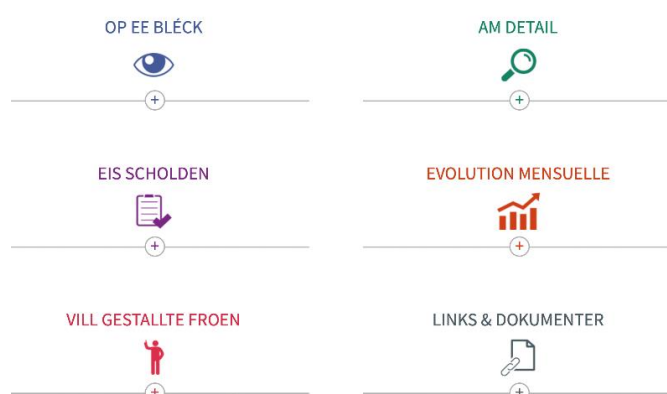 OP EE BLÉCK
AM DETAIL
EIS SCHOLDEN
EVOLUTION MENSUELLE
VILL GESTALLTE FROEN
LINKS & DOKUMENTER